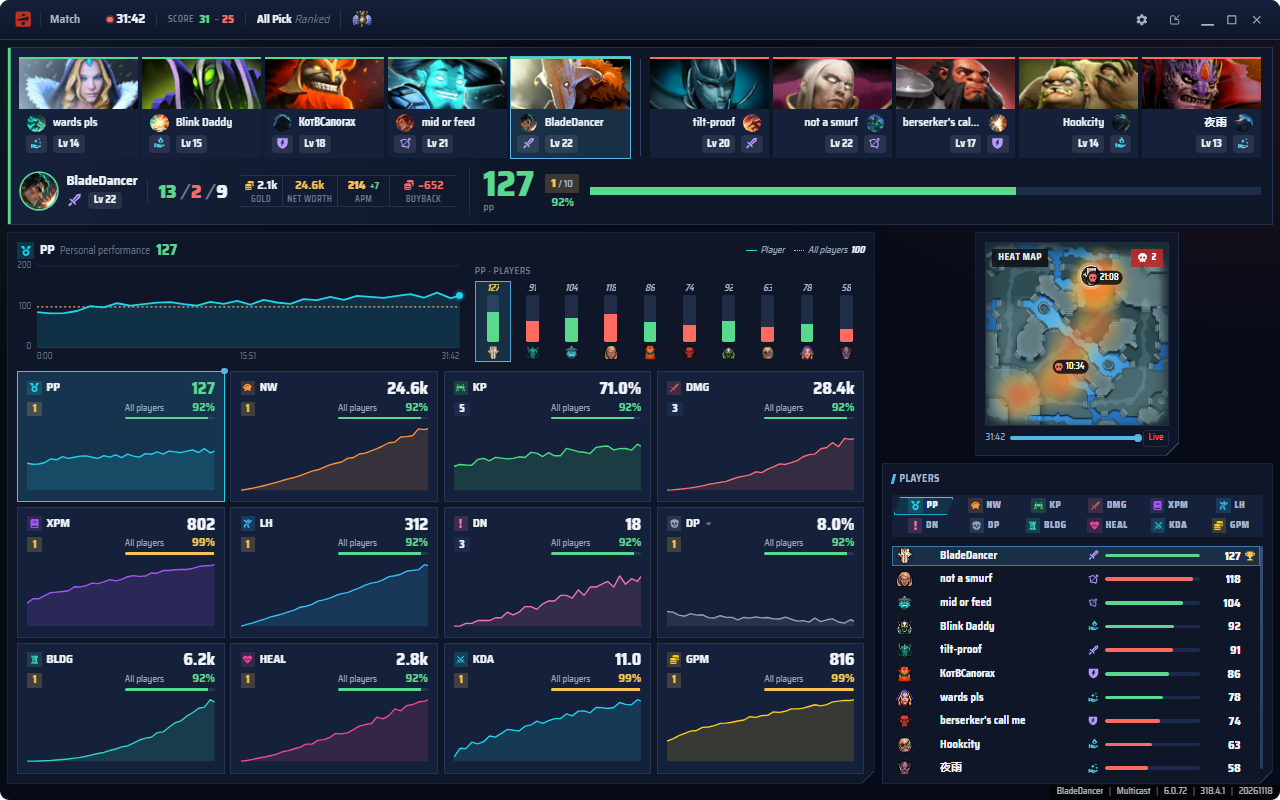 Match 31:42 SCORE 31 - 25 All Pick Ranked
wards pls
Lv 14
Blink Daddy
Lv 15
KотВСаnorax
Lv 18
mid or feed
Lv 21
BladeDancer
Lv 22
tilt-proof
Lv 20
not a smurf
Lv 22
berserker's cal...
Lv 17
Hookcity
Lv 14
夜雨
Lv 13
BladeDancer
Lv 22
13 / 2 / 9
2.1k
GOLD
24.6k
NET WORTH
214 +7
APM
-652
BUYBACK
127
PP
1 / 10
92%
PP Personal performance 127
Player All players 100
200
100
0
0:00 15:51 31:42
PP - PLAYERS
127 91 104 118 86 74 92 63 78 58
PP 127
1 All players 92%
NW 24.6k
1 All players 92%
KP 71.0%
5 All players 92%
DMG 28.4k
3 All players 92%
XPM 802
1 All players 99%
LH 312
1 All players 92%
DN 18
3 All players 92%
DP 8.0%
1 All players 92%
BLDG 6.2k
1 All players 92%
HEAL 2.8k
1 All players 92%
KDA 11.0
1 All players 99%
GPM 816
1 All players 99%
HEAT MAP
2
21:08
10:34
31:42 Live
PLAYERS
PP NW KP DMG XPM LH
DN DP BLDG HEAL KDA GPM
BladeDancer 127
not a smurf 118
mid or feed 104
Blink Daddy 92
tilt-proof 91
KотВСаnorax 86
wards pls 78
berserker's call me 74
Hookcity 63
夜雨 58
BladeDancer | Multicast | 6.0.72 | 318.4.1 | 20261118